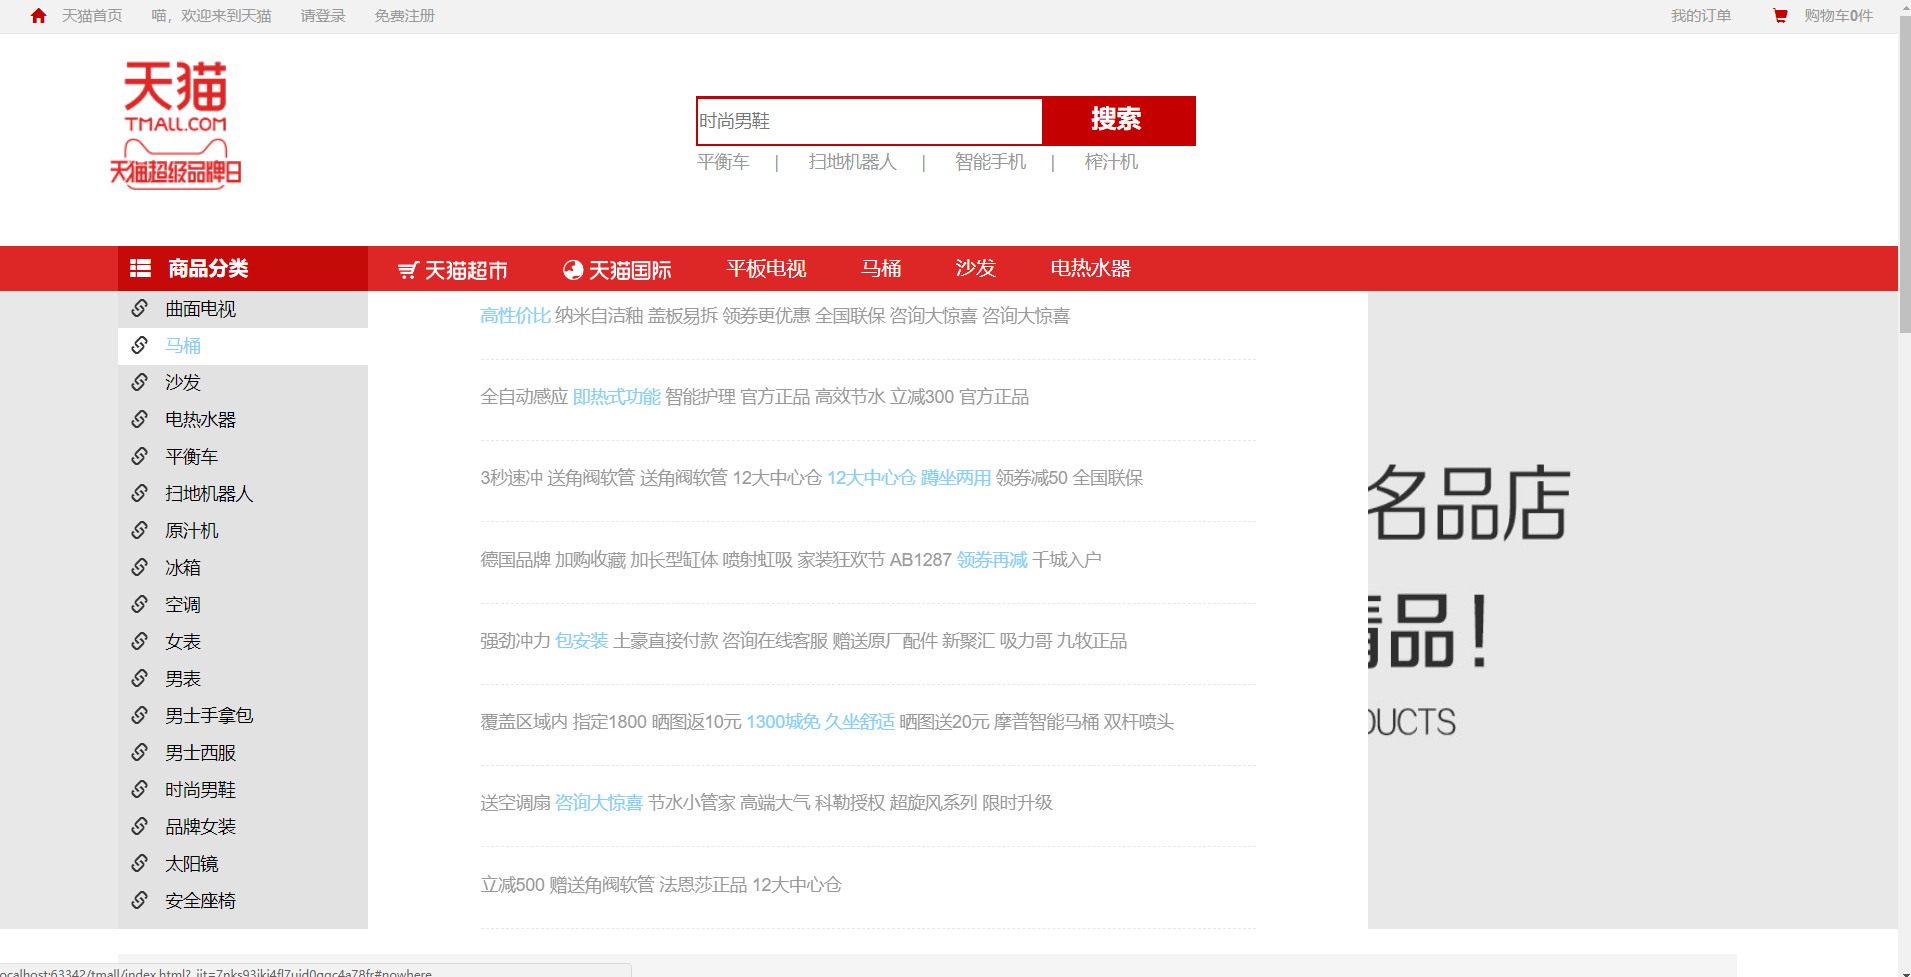 天猫首页 喵，欢迎来到天猫 请登录 免费注册 我的订单 购物车0件
天猫
TMALL.COM
天猫超级品牌日
时尚男鞋 搜索
平衡车 | 扫地机器人 | 智能手机 | 榨汁机
商品分类 天猫超市 天猫国际 平板电视 马桶 沙发 电热水器
曲面电视
马桶
沙发
电热水器
平衡车
扫地机器人
原汁机
冰箱
空调
女表
男表
男士手拿包
男士西服
时尚男鞋
品牌女装
太阳镜
安全座椅
高性价比 纳米自洁釉 盖板易拆 领券更优惠 全国联保 咨询大惊喜 咨询大惊喜
全自动感应 即热式功能 智能护理 官方正品 高效节水 立减300 官方正品
3秒速冲 送角阀软管 送角阀软管 12大中心仓 12大中心仓 蹲坐两用 领券减50 全国联保
德国品牌 加购收藏 加长型缸体 喷射虹吸 家装狂欢节 AB1287 领券再减 千城入户
强劲冲力 包安装 土豪直接付款 咨询在线客服 赠送原厂配件 新聚汇 吸力哥 九牧正品
覆盖区域内 指定1800 晒图返10元 1300城免 久坐舒适 晒图送20元 摩普智能马桶 双杆喷头
送空调扇 咨询大惊喜 节水小管家 高端大气 科勒授权 超旋风系列 限时升级
立减500 赠送角阀软管 法恩莎正品 12大中心仓
名品店
品！
DUCTS